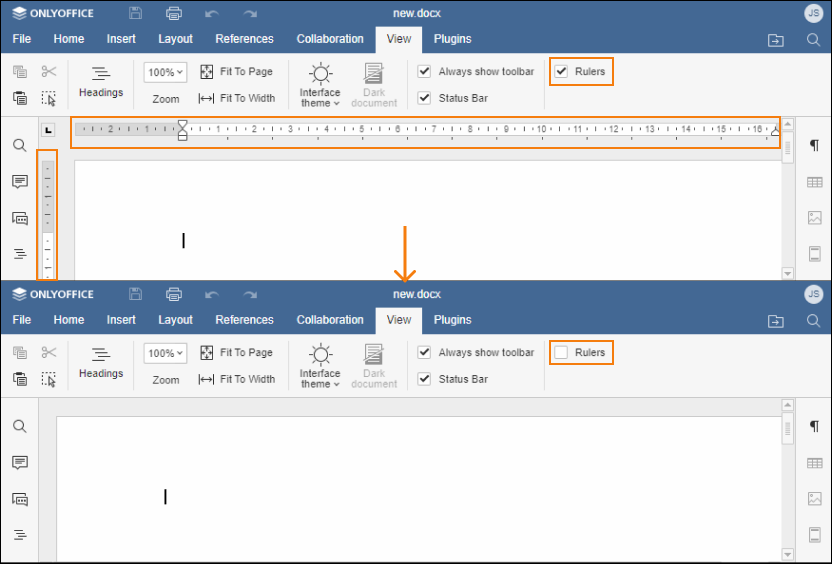 ONLYOFFICE new.docx JS
File Home Insert Layout References Collaboration View Plugins
Headings
100%
Zoom
Fit To Page
Fit To Width
Interface
theme
Dark
document
Always show toolbar
Status Bar
Rulers
2 1 1 2 3 4 5 6 7 8 9 10 11 12 13 14 15 16
ONLYOFFICE new.docx JS
File Home Insert Layout References Collaboration View Plugins
Headings
100%
Zoom
Fit To Page
Fit To Width
Interface
theme
Dark
document
Always show toolbar
Status Bar
Rulers